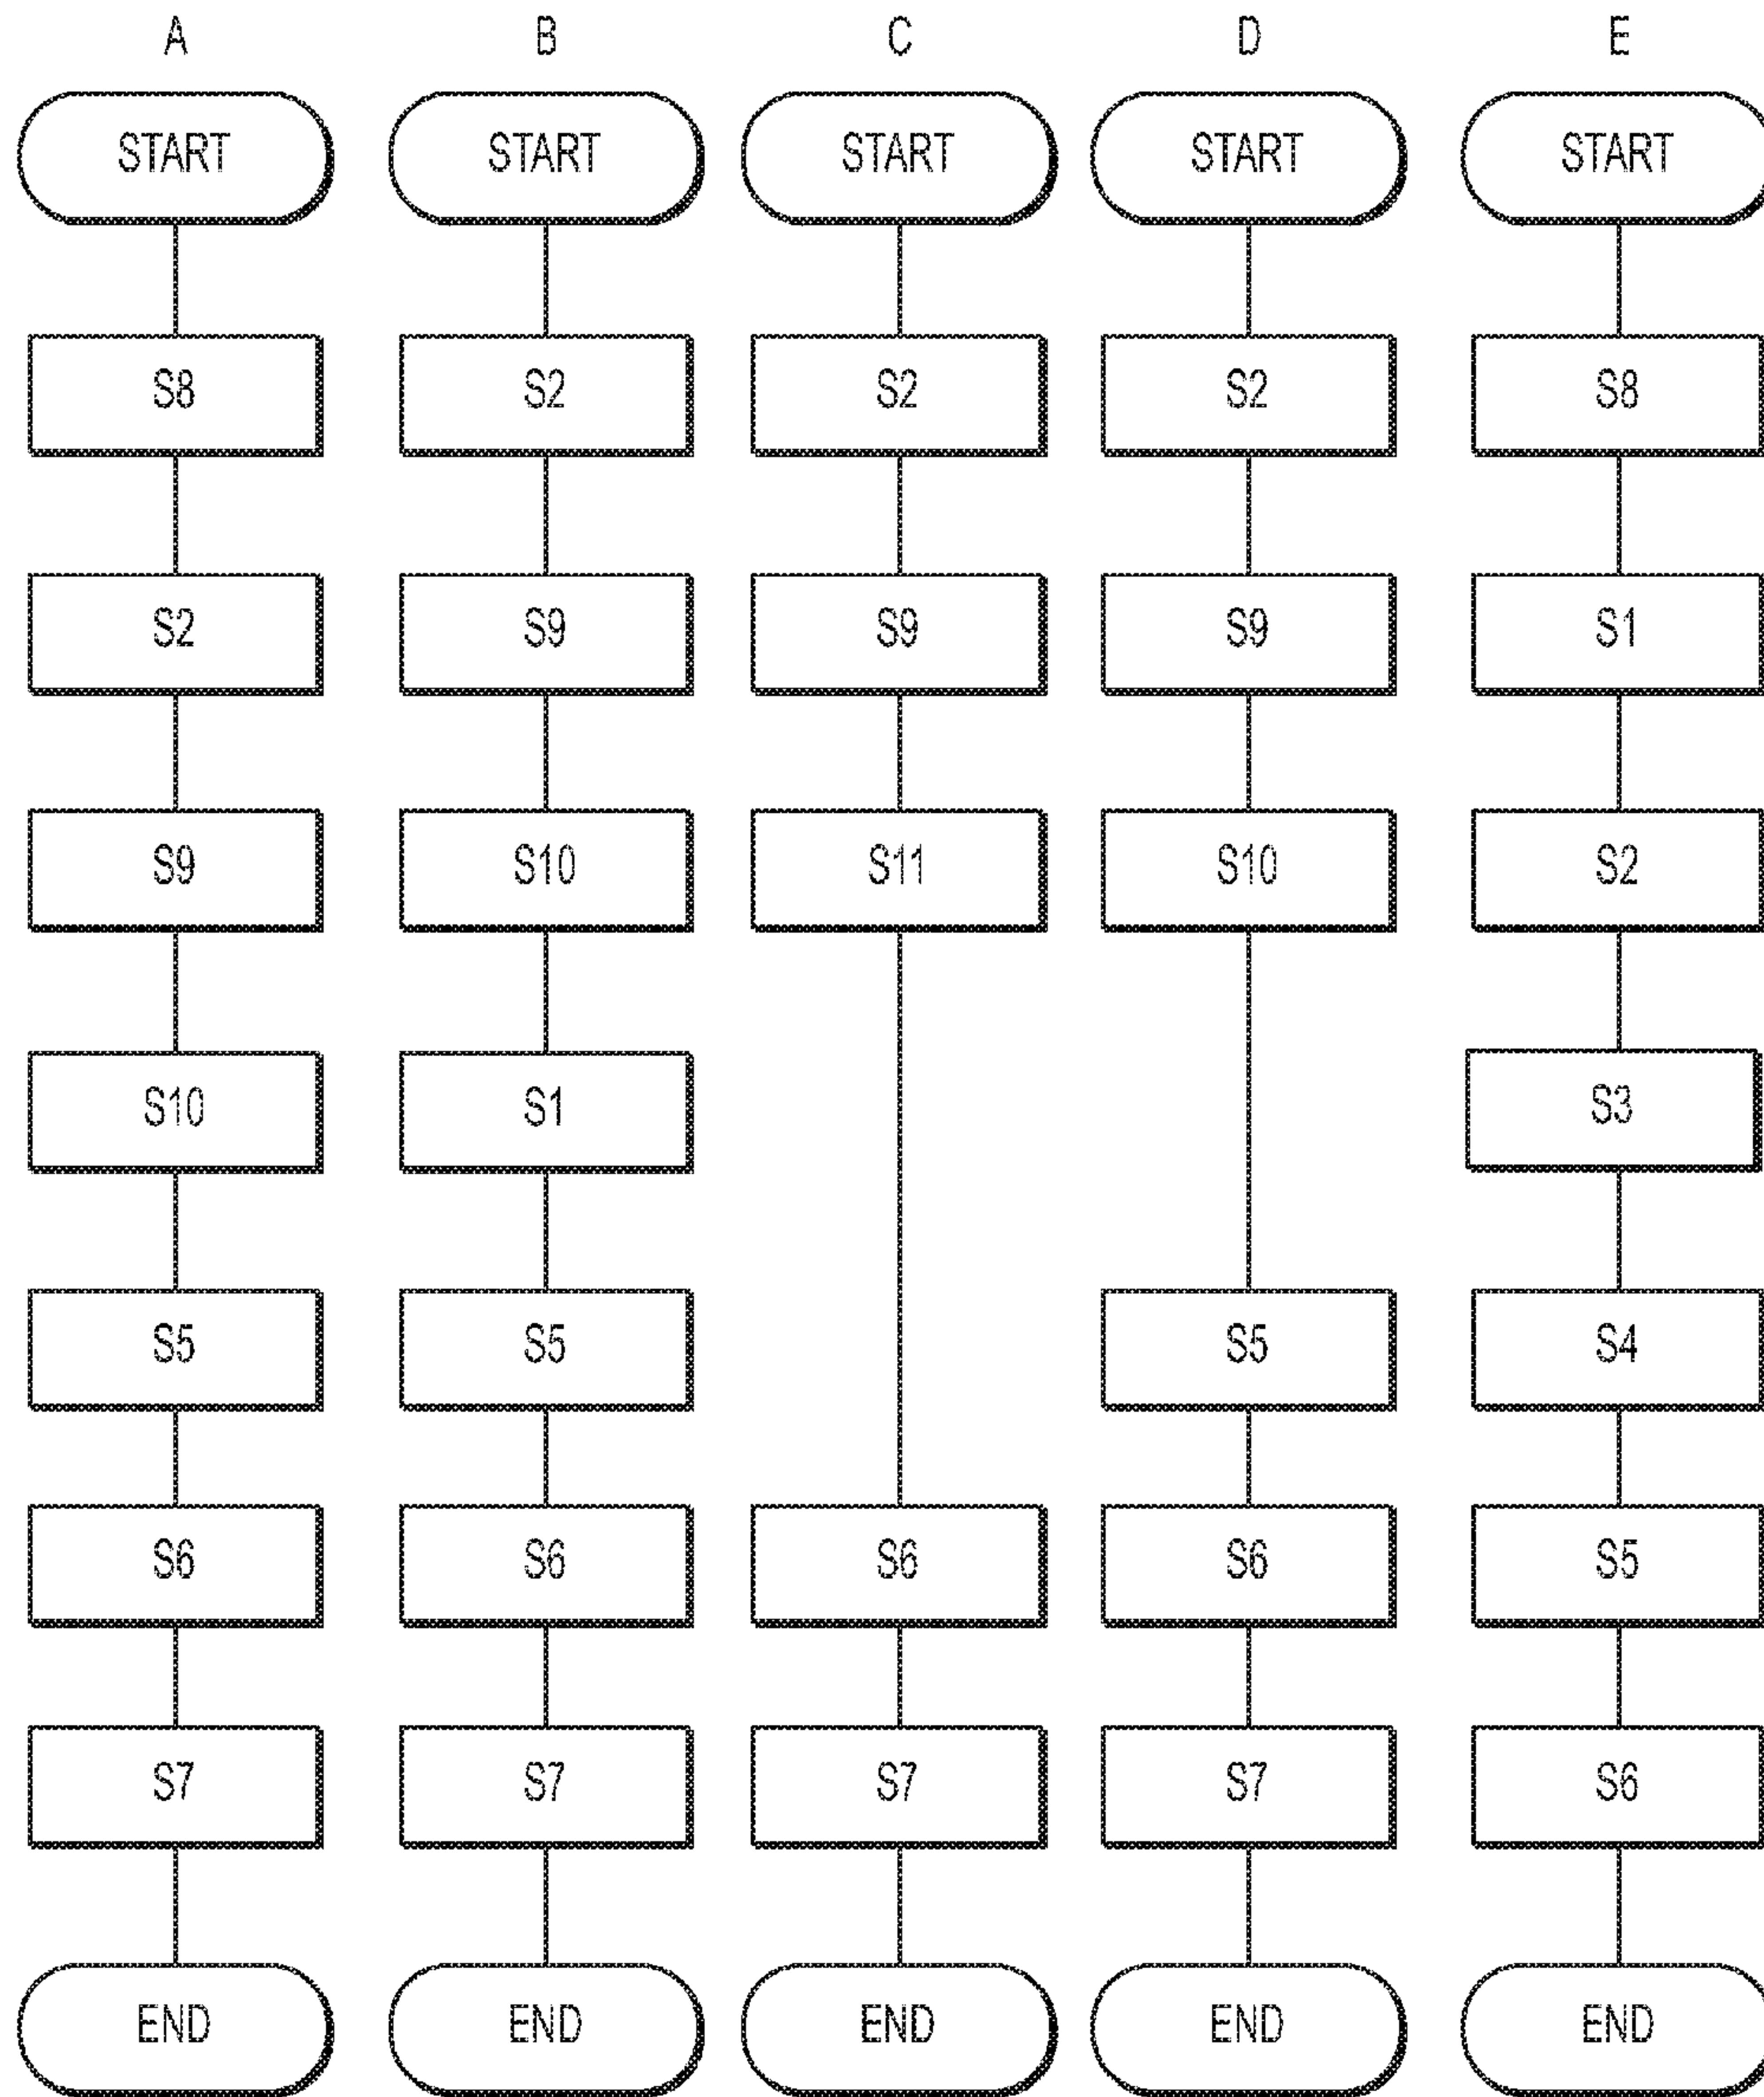 A B C D E
START START START START START
S8 S2 S2 S2 S8
S2 S9 S9 S9 S1
S9 S10 S11 S10 S2
S10 S1 S3
S5 S5 S5 S4
S6 S6 S6 S6 S5
S7 S7 S7 S7 S6
END END END END END